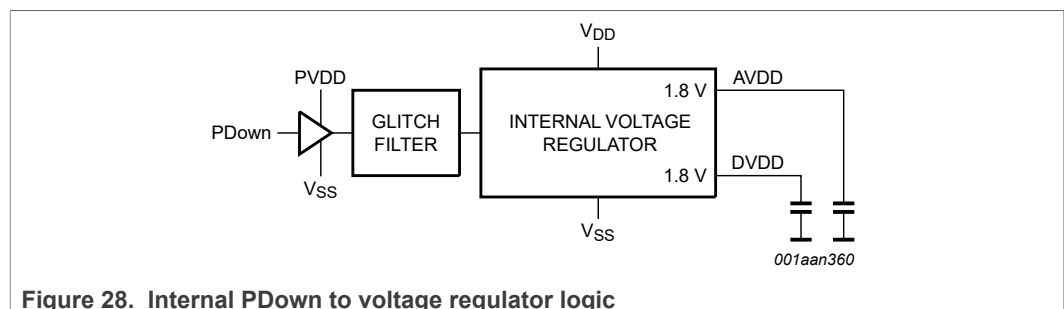 VDD
PVDD
PDown
VSS
GLITCH
FILTER
INTERNAL VOLTAGE
REGULATOR
1.8 V
AVDD
1.8 V
DVDD
VSS
001aan360
Figure 28. Internal PDown to voltage regulator logic